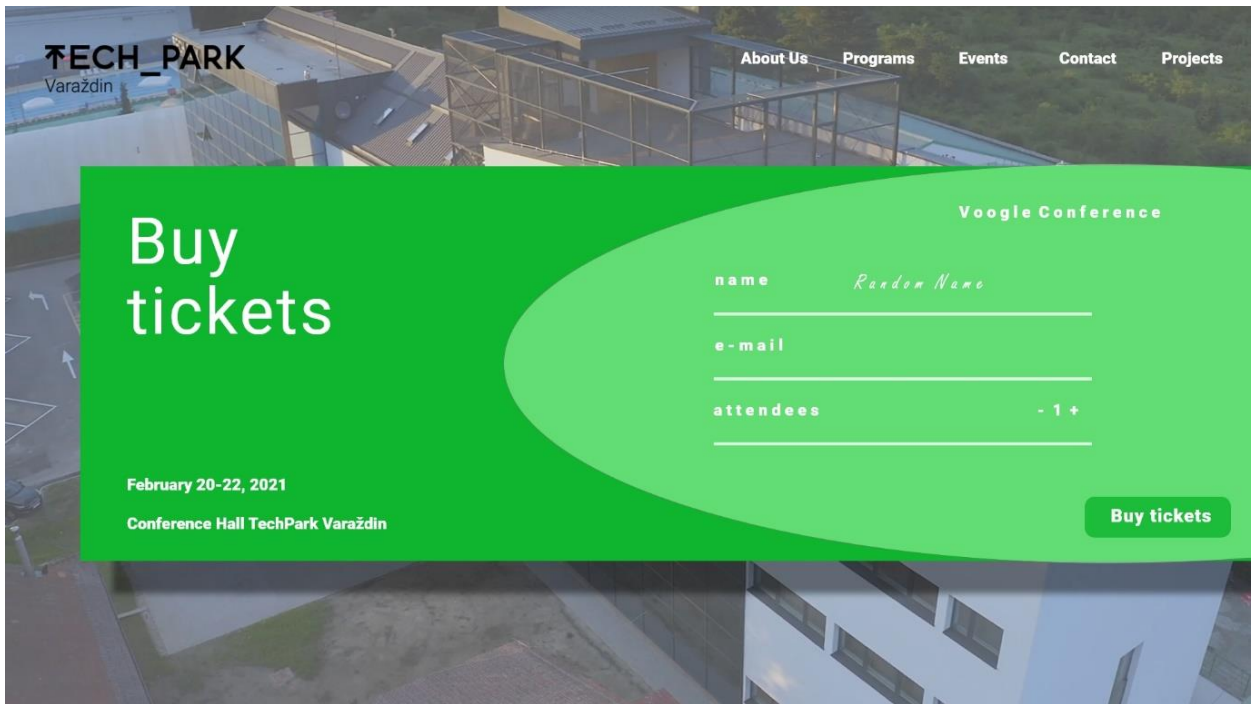 TECH_PARK
Varaždin
About Us Programs Events Contact Projects
Buy
tickets
February 20-22, 2021
Conference Hall TechPark Varaždin
Voogle Conference
name Random Name
e-mail
attendees - 1 +
Buy tickets